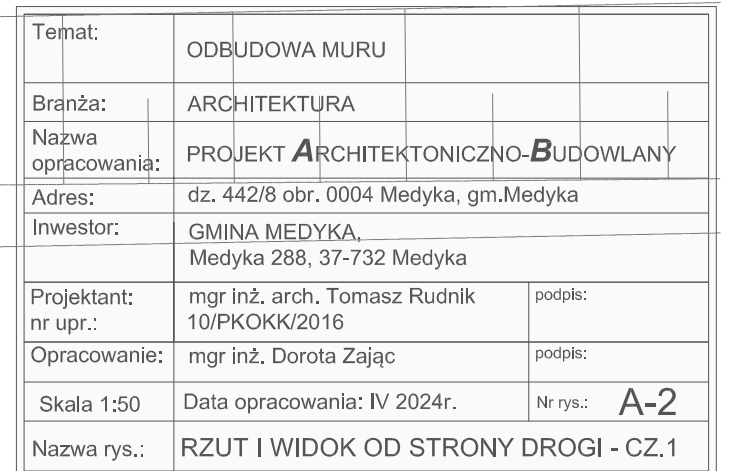 Temat:
ODBUDOWA MURU
Branża: ARCHITEKTURA
Nazwa
opracowania: PROJEKT ARCHITEKTONICZNO-BUDOWLANY
Adres: dz. 442/8 obr. 0004 Medyka, gm.Medyka
Inwestor: GMINA MEDYKA,
Medyka 288, 37-732 Medyka
Projektant: mgr inż. arch. Tomasz Rudnik podpis:
nr upr.: 10/PKOKK/2016
Opracowanie: mgr inż. Dorota Zając podpis:
Skala 1:50 Data opracowania: IV 2024r. Nr rys.: A-2
Nazwa rys.: RZUT I WIDOK OD STRONY DROGI - CZ.1